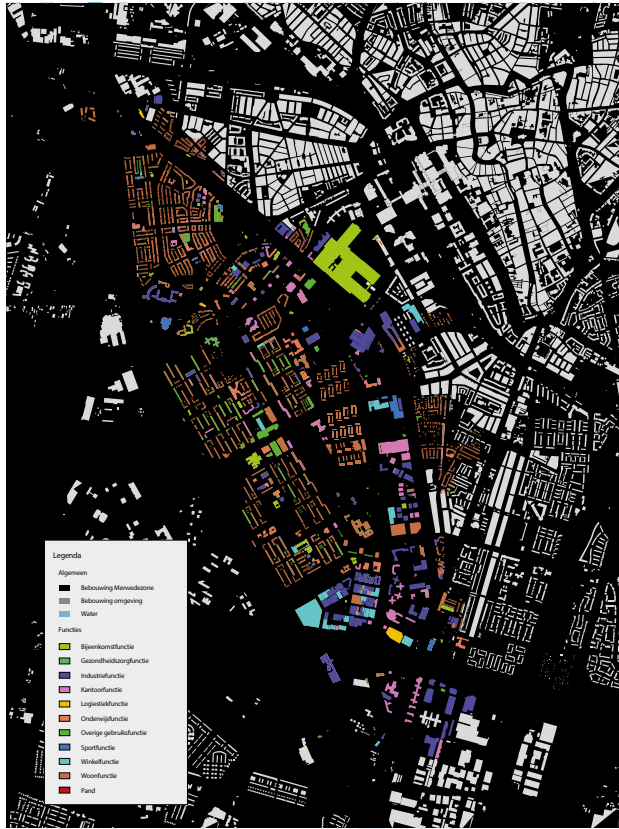 Legenda
Algemeen
Bebouwing Merwedezone
Bebouwing omgeving
Water
Functies
Bijeenkomstfunctie
Gezondheidszorgfunctie
Industriefunctie
Kantoorfunctie
Logiestiekfunctie
Onderwijsfunctie
Overige gebruiksfunctie
Sportfunctie
Winkelfunctie
Woonfunctie
Pand